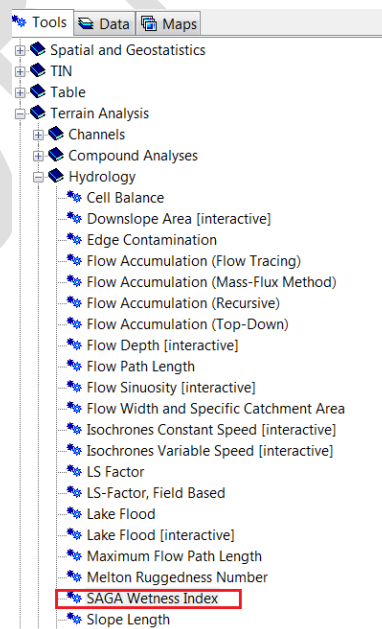 Tools Data Maps
Spatial and Geostatistics
TIN
Table
Terrain Analysis
Channels
Compound Analyses
Hydrology
Cell Balance
Downslope Area [interactive]
Edge Contamination
Flow Accumulation (Flow Tracing)
Flow Accumulation (Mass-Flux Method)
Flow Accumulation (Recursive)
Flow Accumulation (Top-Down)
Flow Depth [interactive]
Flow Path Length
Flow Sinuosity [interactive]
Flow Width and Specific Catchment Area
Isochrones Constant Speed [interactive]
Isochrones Variable Speed [interactive]
LS Factor
LS-Factor, Field Based
Lake Flood
Lake Flood [interactive]
Maximum Flow Path Length
Melton Ruggedness Number
SAGA Wetness Index
Slope Length